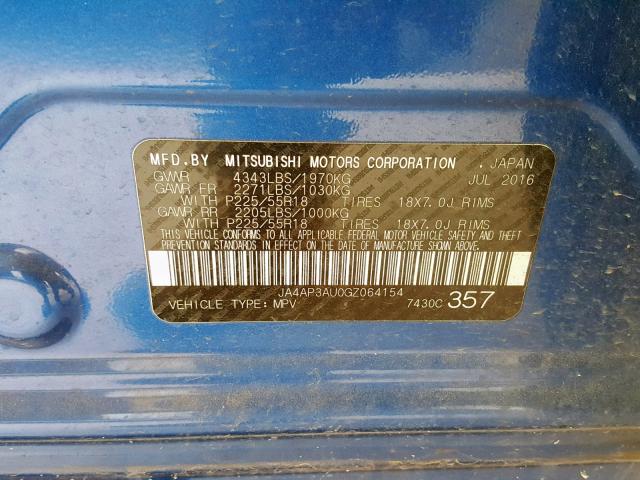 MFD.BY MITSUBISHI MOTORS CORPORATION . JAPAN
GVWR 4343LBS/1970KG JUL 2016
GAWR FR 2271LBS/1030KG
WITH P225/55R18 TIRES 18X7.0J RIMS
GAWR RR 2205LBS/1000KG
WITH P225/55R18 TIRES 18X7.0J RIMS
THIS VEHICLE CONFORMS TO ALL APPLICABLE FEDERAL MOTOR VEHICLE SAFETY, BUMPER AND THEFT
PREVENTION STANDARDS IN EFFECT ON THE DATE OF MANUFACTURE SHOWN ABOVE.
JA4AP3AU0GZ064154
VEHICLE TYPE: MPV 7430C 357